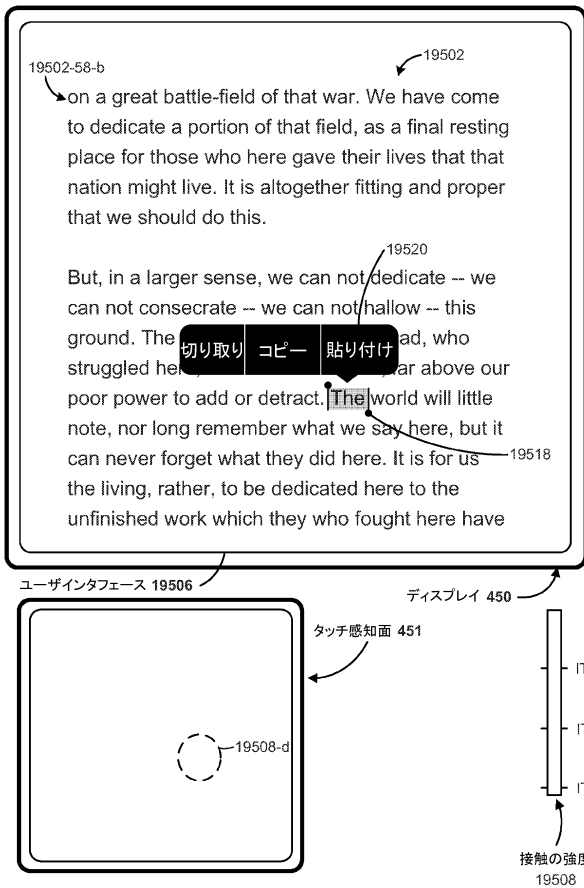 19502-58-b
19502
on a great battle-field of that war. We have come
to dedicate a portion of that field, as a final resting
place for those who here gave their lives that that
nation might live. It is altogether fitting and proper
that we should do this.
19520
But, in a larger sense, we can not dedicate -- we
can not consecrate -- we can not hallow -- this
ground. The ad, who
切り取り コピー 貼り付け
struggled her ar above our
poor power to add or detract. The world will little
note, nor long remember what we say here, but it
19518
can never forget what they did here. It is for us
the living, rather, to be dedicated here to the
unfinished work which they who fought here have
ユーザインタフェース 19506
ディスプレイ 450
タッチ感知面 451
19508-d
接触の強度
19508